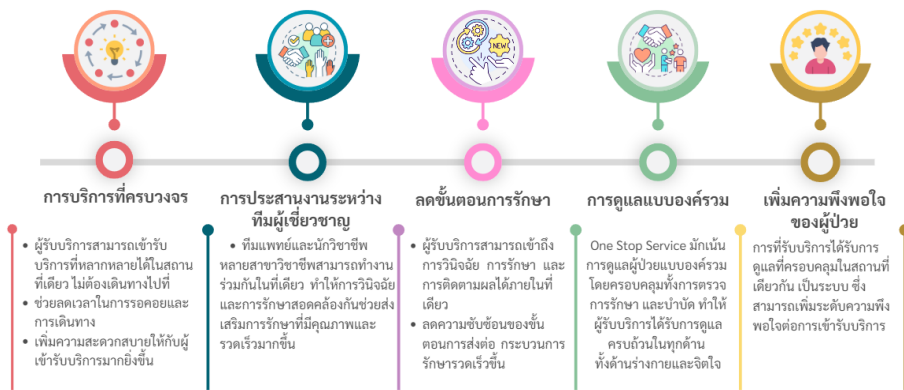 NEW
การบริการที่ครบวงจร
ผู้รับบริการสามารถเข้ารับ
บริการที่หลากหลายได้ในสถาน
ที่เดียว ไม่ต้องเดินทางไปที่
ช่วยลดเวลาในการรอคอยและ
การเดินทาง
เพิ่มความสะดวกสบายให้กับผู้
เข้ารับบริการมากยิ่งขึ้น
การประสานงานระหว่าง
ทีมผู้เชี่ยวชาญ
ทีมแพทย์และนักวิชาชีพ
หลายสาขาวิชาชีพสามารถทำงาน
ร่วมกันในที่เดียว ทำให้การวินิจฉัย
และการรักษาสอดคล้องกันช่วยส่ง
เสริมการรักษาที่มีคุณภาพและ
รวดเร็วมากขึ้น
ลดขั้นตอนการรักษา
ผู้รับบริการสามารถเข้าถึง
การวินิจฉัย การรักษา และ
การติดตามผลได้ภายในที่
เดียว
ลดความซับซ้อนของขั้น
ตอนการส่งต่อ กระบวนการ
รักษารวดเร็วขึ้น
การดูแลแบบองค์รวม
One Stop Service มักเน้น
การดูแลผู้ป่วยแบบองค์รวม
โดยครอบคลุมทั้งการตรวจ
การรักษา และบำบัด ทำให้
ผู้รับบริการได้รับการดูแล
ครบถ้วนในทุกด้าน
ทั้งด้านร่างกายและจิตใจ
เพิ่มความพึงพอใจ
ของผู้ป่วย
การที่รับบริการได้รับการ
ดูแลที่ครอบคลุมในสถานที่
เดียวกัน เป็นระบบ ซึ่ง
สามารถเพิ่มระดับความพึง
พอใจต่อการเข้ารับบริการ